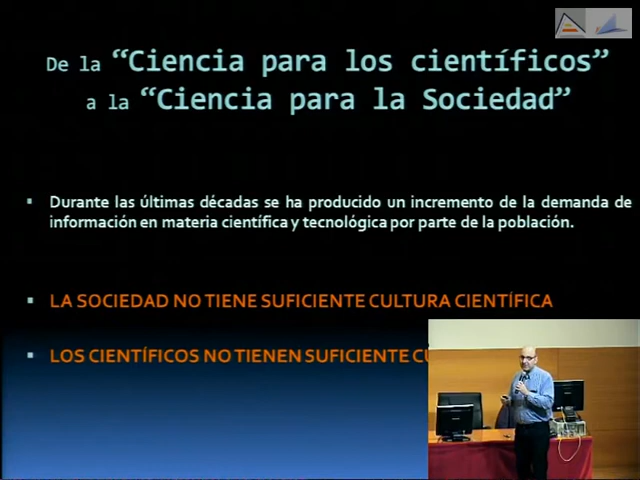 De la “Ciencia para los científicos”
a la “Ciencia para la Sociedad”
Durante las últimas décadas se ha producido un incremento de la demanda de
información en materia científica y tecnológica por parte de la población.
LA SOCIEDAD NO TIENE SUFICIENTE CULTURA CIENTÍFICA
LOS CIENTÍFICOS NO TIENEN SUFICIENTE